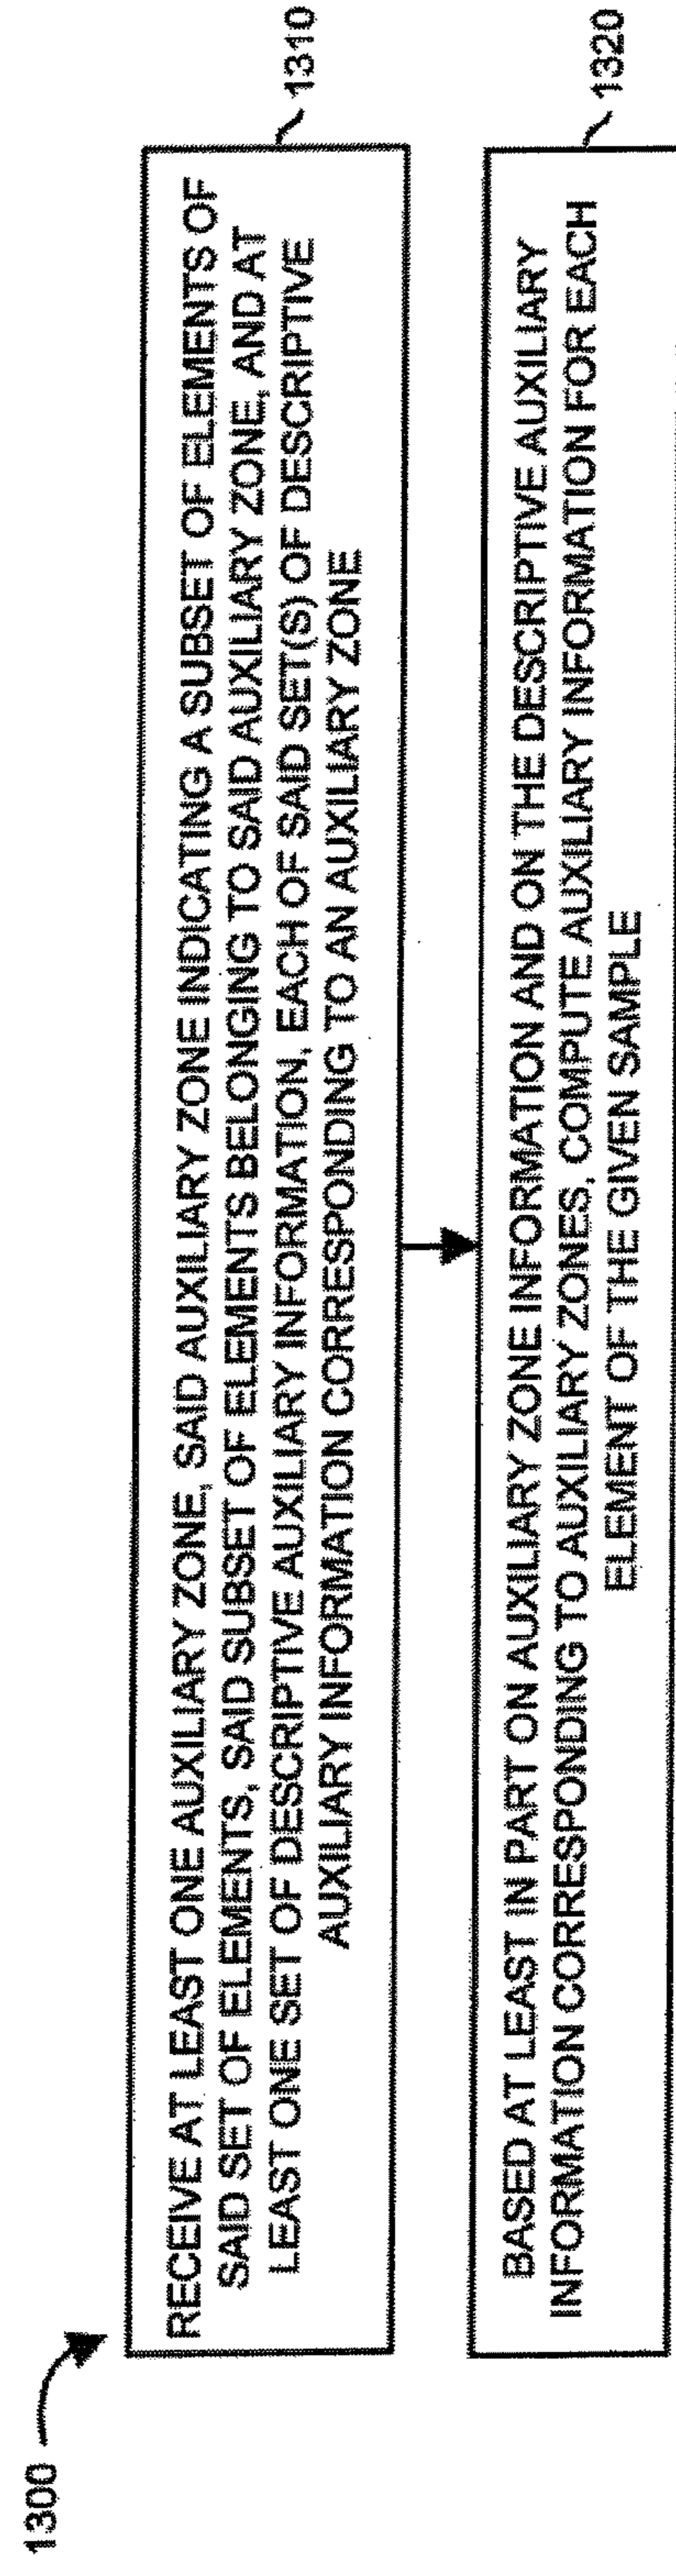 1300
RECEIVE AT LEAST ONE AUXILIARY ZONE, SAID AUXILIARY ZONE INDICATING A SUBSET OF ELEMENTS OF
SAID SET OF ELEMENTS, SAID SUBSET OF ELEMENTS BELONGING TO SAID AUXILIARY ZONE, AND AT
LEAST ONE SET OF DESCRIPTIVE AUXILIARY INFORMATION, EACH OF SAID SET(S) OF DESCRIPTIVE
AUXILIARY INFORMATION CORRESPONDING TO AN AUXILIARY ZONE
1310
BASED AT LEAST IN PART ON AUXILIARY ZONE INFORMATION AND ON THE DESCRIPTIVE AUXILIARY
INFORMATION CORRESPONDING TO AUXILIARY ZONES, COMPUTE AUXILIARY INFORMATION FOR EACH
ELEMENT OF THE GIVEN SAMPLE
1320